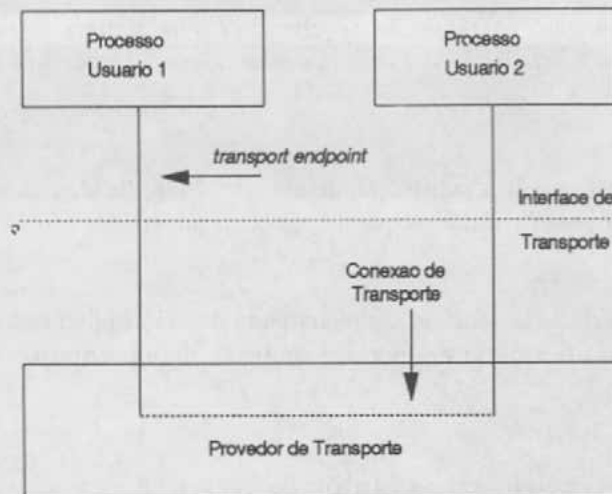 Processo
Usuario 1
Processo
Usuario 2
transport endpoint
Interface de
Transporte
Conexao de
Transporte
Provedor de Transporte